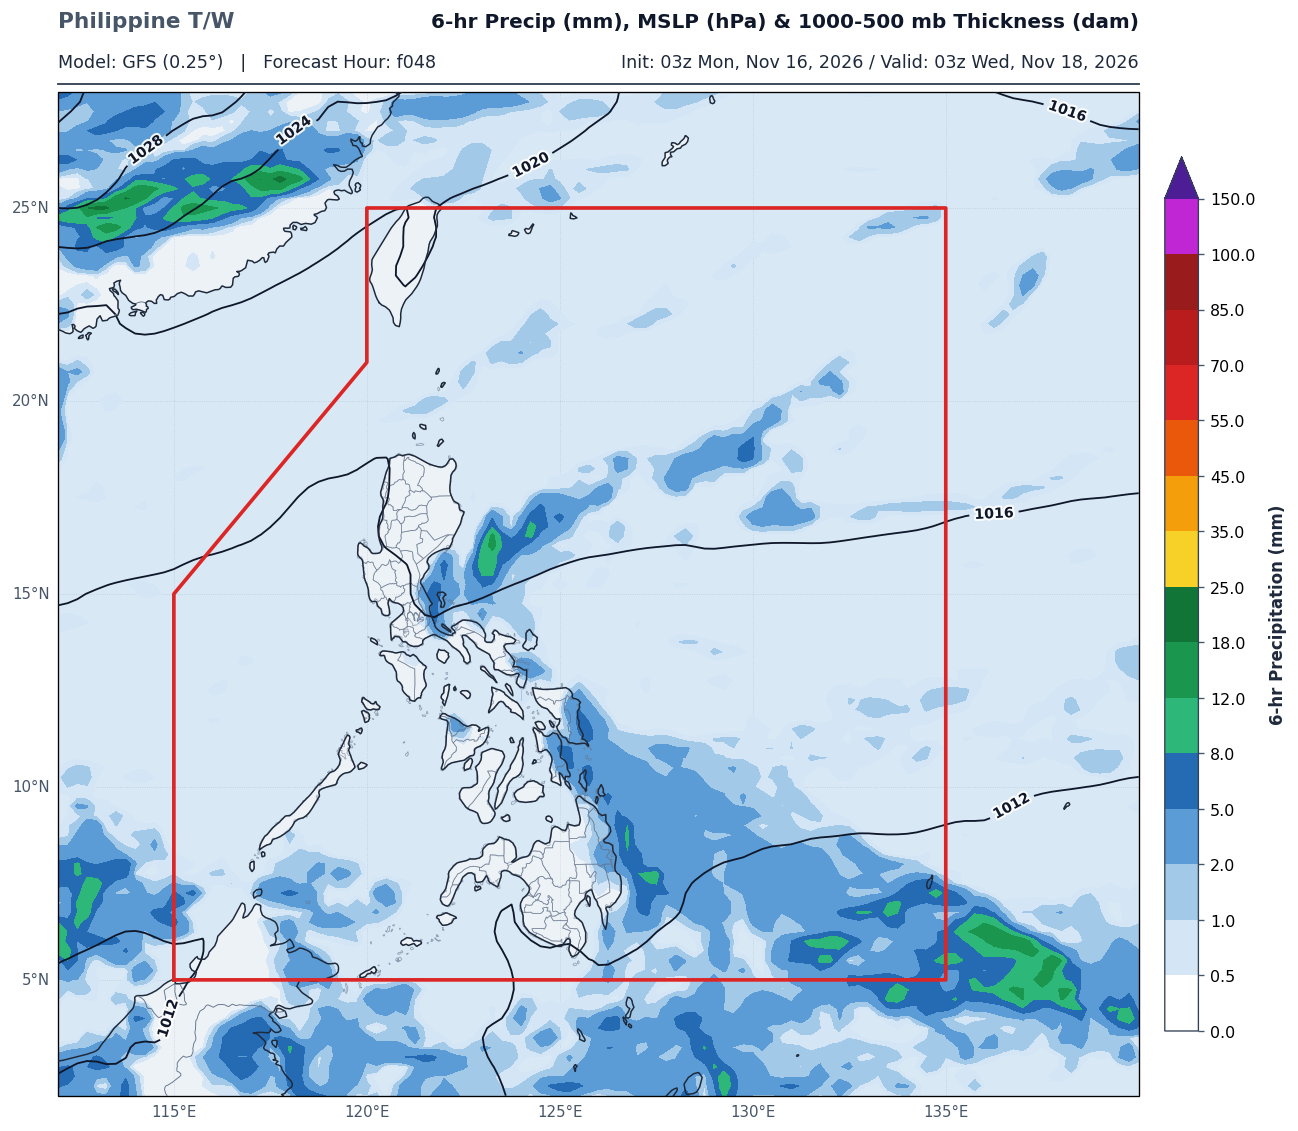 Philippine T/W
6-hr Precip (mm), MSLP (hPa) & 1000-500 mb Thickness (dam)
Model: GFS (0.25°) | Forecast Hour: f048
Init: 03z Mon, Nov 16, 2026 / Valid: 03z Wed, Nov 18, 2026
1028
1024
1020
1016
1016
1012
1012
25°N
20°N
15°N
10°N
5°N
115°E
120°E
125°E
130°E
135°E
150.0
100.0
85.0
70.0
55.0
45.0
35.0
25.0
18.0
12.0
8.0
5.0
2.0
1.0
0.5
0.0
6-hr Precipitation (mm)